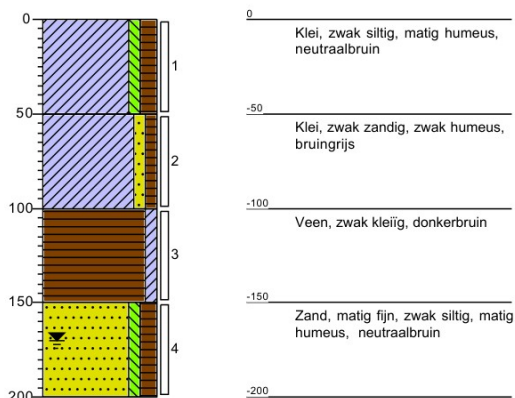 0
0
Klei, zwak siltig, matig humeus,
neutraalbruin
1
50
-50
Klei, zwak zandig, zwak humeus,
bruingrijs
2
100
-100
Veen, zwak kleiïg, donkerbruin
3
150
-150
Zand, matig fijn, zwak siltig, matig
humeus, neutraalbruin
4
200
-200